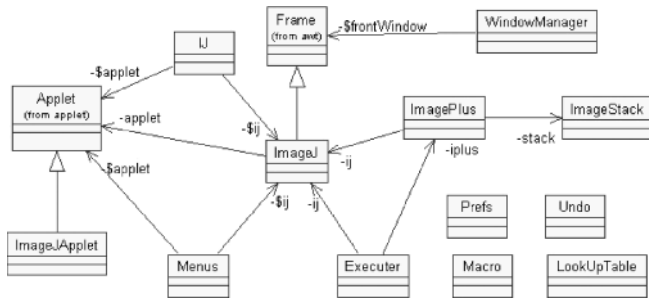 Frame
(from awt)
-$frontWindow
WindowManager
IJ
-$applet
Applet
(from applet)
-applet
-$ij
ImagePlus
ImageStack
-stack
-iplus
ImageJ
-ij
-$applet
-$ij
-ij
Prefs
Undo
ImageJApplet
Menus
Executer
Macro
LookUpTable